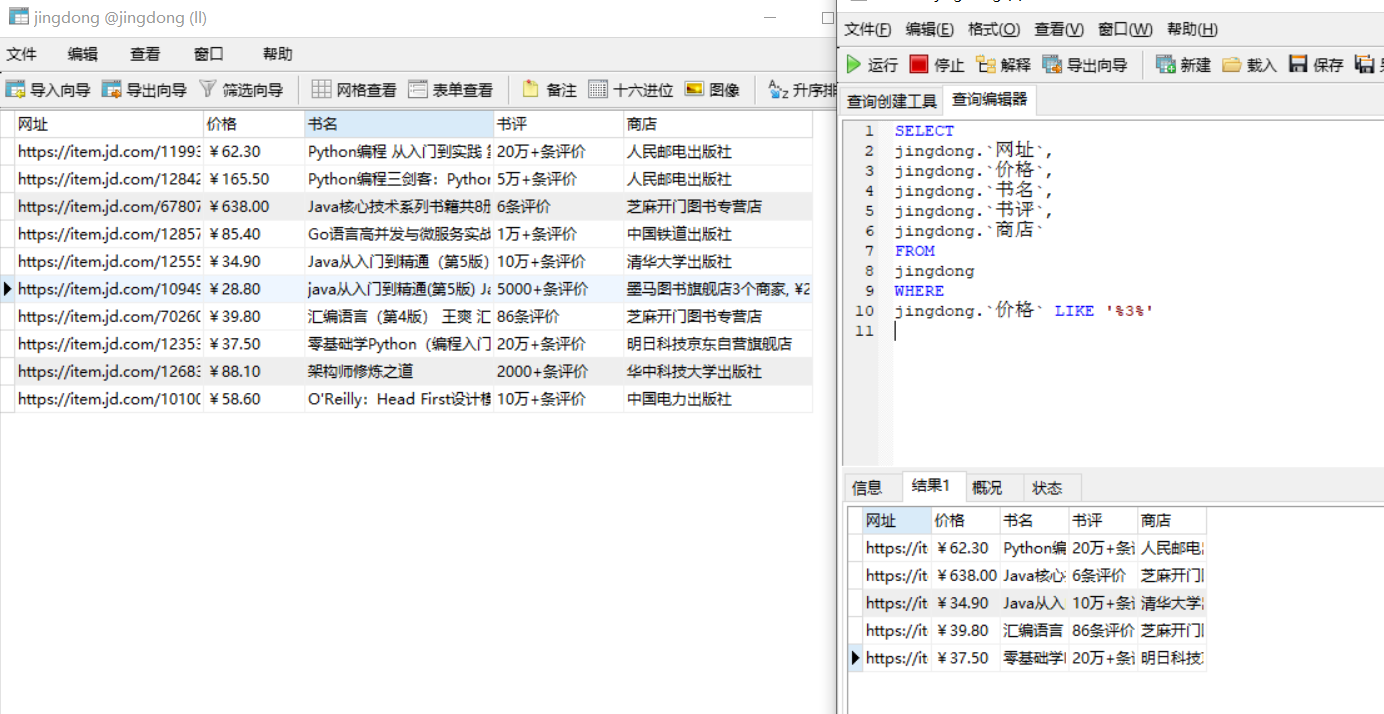 jingdong @jingdong (ll)
文件 编辑 查看 窗口 帮助
导入向导 导出向导 筛选向导 网格查看 表单查看 备注 十六进位 图像 升序排
网址 价格 书名 书评 商店
https://item.jd.com/11993 ￥62.30 Python编程 从入门到实践 20万+条评价 人民邮电出版社
https://item.jd.com/12842 ￥165.50 Python编程三剑客：Python 5万+条评价 人民邮电出版社
https://item.jd.com/67807 ￥638.00 Java核心技术系列书籍共8册 6条评价 芝麻开门图书专营店
https://item.jd.com/12857 ￥85.40 Go语言高并发与微服务实战 1万+条评价 中国铁道出版社
https://item.jd.com/12555 ￥34.90 Java从入门到精通（第5版） 10万+条评价 清华大学出版社
https://item.jd.com/10949 ￥28.80 java从入门到精通(第5版) Ja 5000+条评价 墨马图书旗舰店3个商家, ¥2
https://item.jd.com/70260 ￥39.80 汇编语言（第4版） 王爽 汇 86条评价 芝麻开门图书专营店
https://item.jd.com/12353 ￥37.50 零基础学Python（编程入门 20万+条评价 明日科技京东自营旗舰店
https://item.jd.com/12683 ￥88.10 架构师修炼之道 2000+条评价 华中科技大学出版社
https://item.jd.com/10100 ￥58.60 O'Reilly：Head First设计模 10万+条评价 中国电力出版社
文件(F) 编辑(E) 格式(O) 查看(V) 窗口(W) 帮助(H)
运行 停止 解释 导出向导 新建 载入 保存
查询创建工具 查询编辑器
1 SELECT
2 jingdong.`网址`,
3 jingdong.`价格`,
4 jingdong.`书名`,
5 jingdong.`书评`,
6 jingdong.`商店`
7 FROM
8 jingdong
9 WHERE
10 jingdong.`价格` LIKE '%3%'
11
信息 结果1 概况 状态
网址 价格 书名 书评 商店
https://it ￥62.30 Python编 20万+条评 人民邮电
https://it ￥638.00 Java核心 6条评价 芝麻开门
https://it ￥34.90 Java从入 10万+条评 清华大学
https://it ￥39.80 汇编语言 86条评价 芝麻开门
https://it ￥37.50 零基础学 20万+条评 明日科技